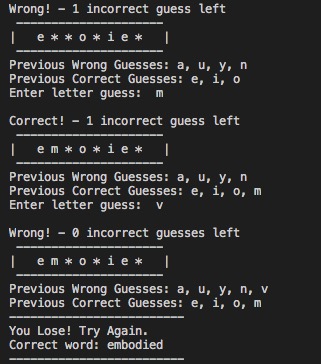 Wrong! - 1 incorrect guess left
---------------------
|   e * * o * i e *   |
---------------------
Previous Wrong Guesses: a, u, y, n
Previous Correct Guesses: e, i, o
Enter letter guess:  m
Correct! - 1 incorrect guess left
---------------------
|   e m * o * i e *   |
---------------------
Previous Wrong Guesses: a, u, y, n
Previous Correct Guesses: e, i, o, m
Enter letter guess:  v
Wrong! - 0 incorrect guesses left
---------------------
|   e m * o * i e *   |
---------------------
Previous Wrong Guesses: a, u, y, n, v
Previous Correct Guesses: e, i, o, m
-------------------------
You Lose! Try Again.
Correct word: embodied
-------------------------